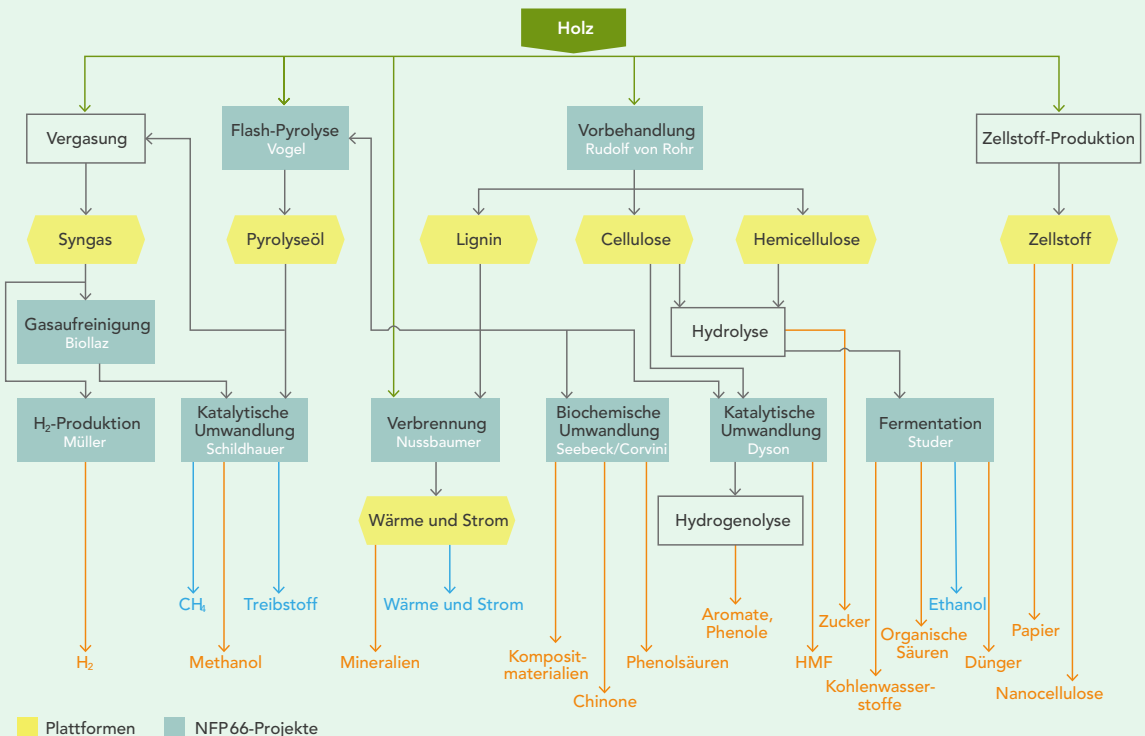 Holz
Vergasung
Flash-Pyrolyse
Vogel
Vorbehandlung
Rudolf von Rohr
Zellstoff-Produktion
Syngas
Pyrolyseöl
Lignin
Cellulose
Hemicellulose
Zellstoff
Gasaufreinigung
Biollaz
Hydrolyse
H₂-Produktion
Müller
Katalytische
Umwandlung
Schildhauer
Verbrennung
Nussbaumer
Biochemische
Umwandlung
Seebeck/Corvini
Katalytische
Umwandlung
Dyson
Fermentation
Studer
Wärme und Strom
Hydrogenolyse
CH₄
Treibstoff
Wärme und Strom
Aromate,
Phenole
Zucker
Ethanol
Organische
Säuren
Papier
H₂
Methanol
Mineralien
Komposit-
materialien
Phenolsäuren
HMF
Dünger
Chinone
Kohlenwasser-
stoffe
Nanocellulose
Plattformen
NFP66-Projekte